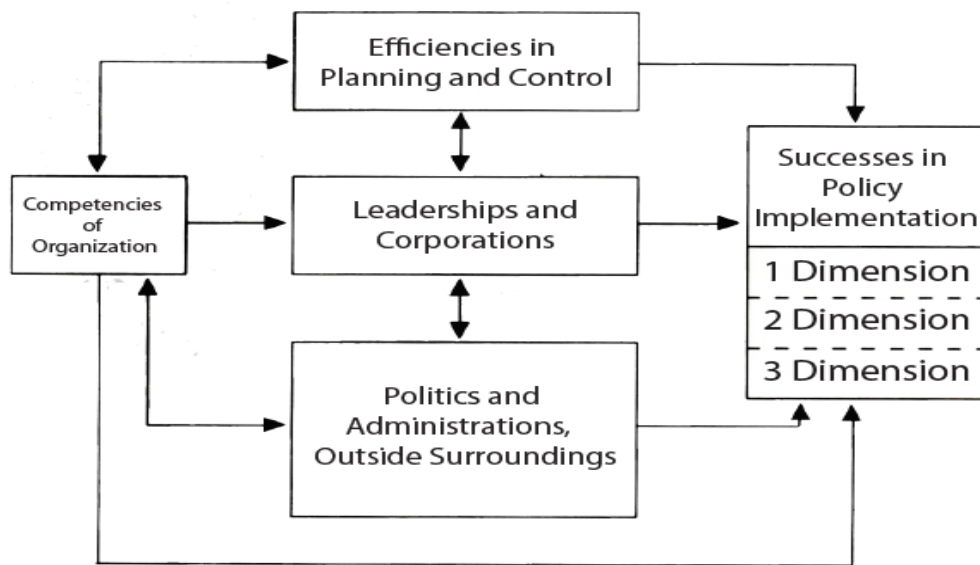 Efficiencies in
Planning and Control
Competencies
of
Organization
Leaderships and
Corporations
Politics and
Administrations,
Outside Surroundings
Successes in
Policy
Implementation
1 Dimension
2 Dimension
3 Dimension